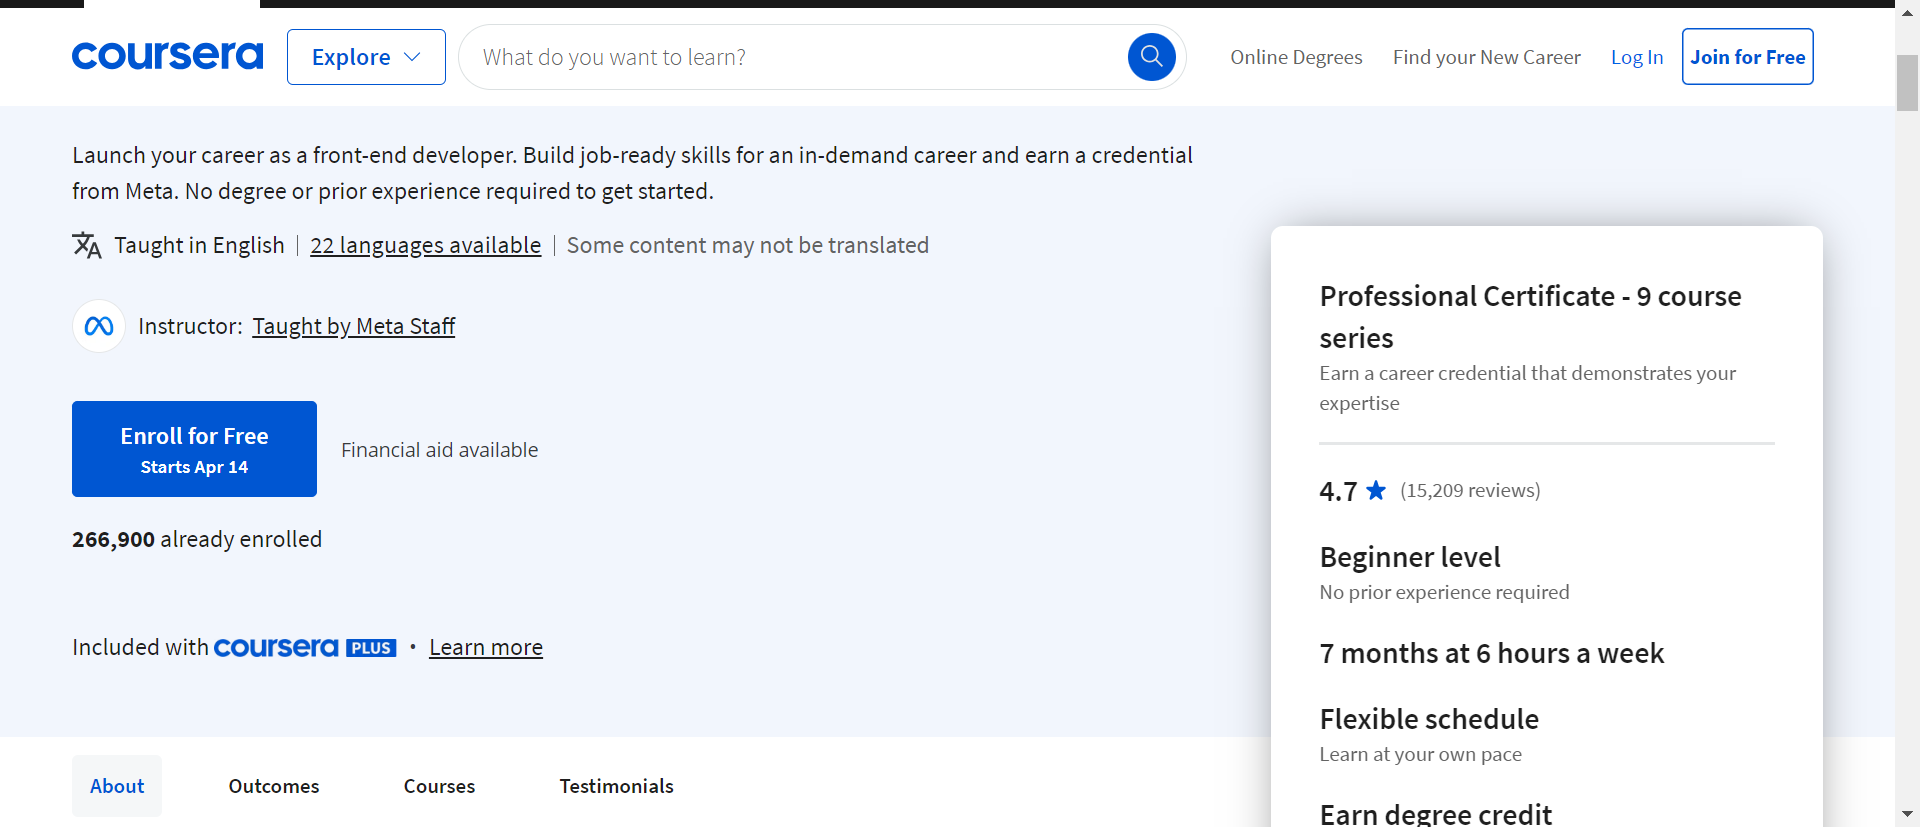 coursera
Explore
What do you want to learn?
Online Degrees
Find your New Career
Log In
Join for Free
Launch your career as a front-end developer. Build job-ready skills for an in-demand career and earn a credential
from Meta. No degree or prior experience required to get started.
Taught in English | 22 languages available | Some content may not be translated
Instructor: Taught by Meta Staff
Enroll for Free
Starts Apr 14
Financial aid available
266,900 already enrolled
Included with coursera PLUS • Learn more
Professional Certificate - 9 course
series
Earn a career credential that demonstrates your
expertise
4.7 ★ (15,209 reviews)
Beginner level
No prior experience required
7 months at 6 hours a week
Flexible schedule
Learn at your own pace
Earn degree credit
About
Outcomes
Courses
Testimonials